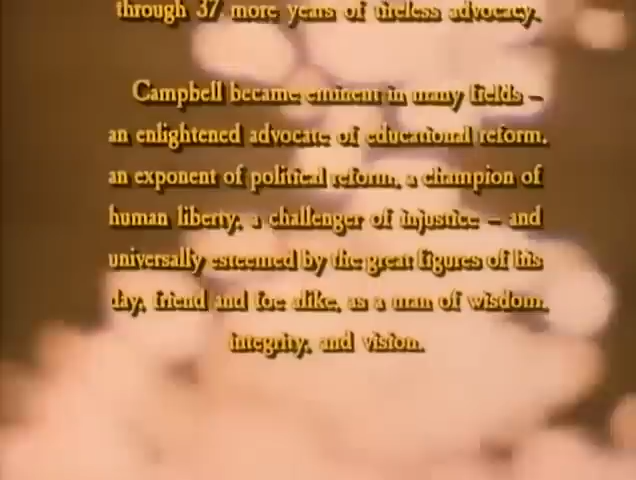 through 37 more years of tireless advocacy.
Campbell became eminent in many fields –
an enlightened advocate of educational reform,
an exponent of political reform, a champion of
human liberty, a challenger of injustice – and
universally esteemed by the great figures of his
day, friend and foe alike, as a man of wisdom,
integrity, and vision.